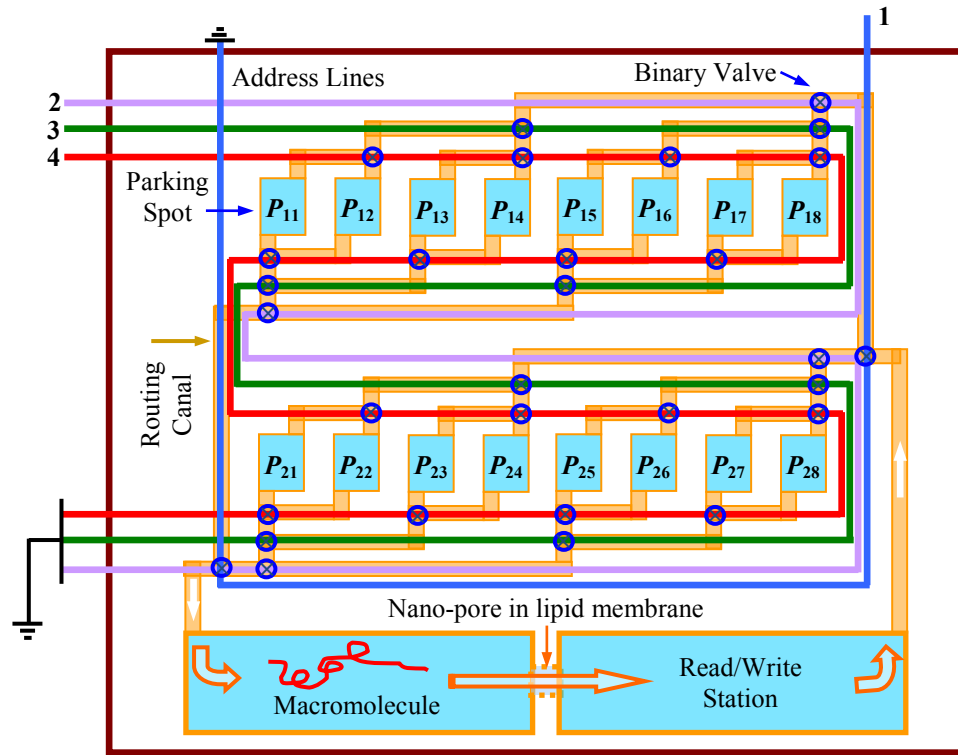 1
Address Lines
Binary Valve
2
3
4
Parking
Spot
P11 P12 P13 P14 P15 P16 P17 P18
Routing
Canal
P21 P22 P23 P24 P25 P26 P27 P28
Nano-pore in lipid membrane
Macromolecule
Read/Write
Station